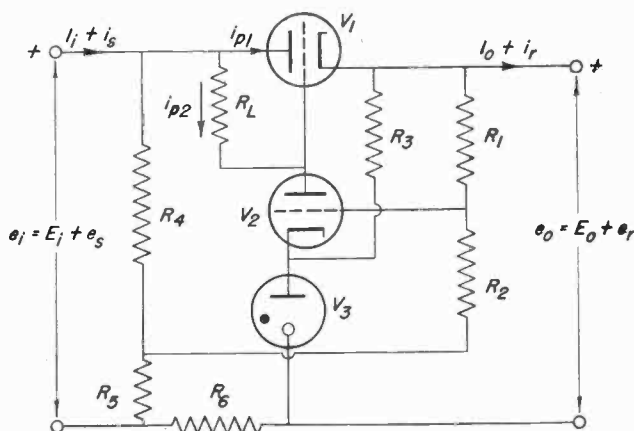 + I_i + i_s i_p1 V_1 I_o + i_r +
i_p2 R_L R_3 R_1
R_4 V_2
e_i = E_i + e_s e_o = E_o + e_r
R_2
V_3
R_5 R_6